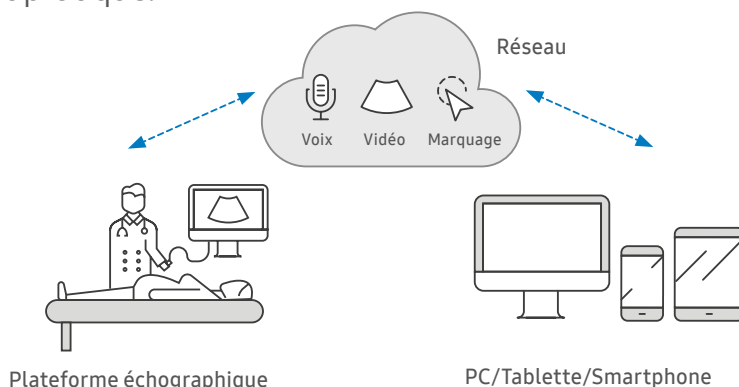 Réseau
Voix Vidéo Marquage
Plateforme échographique
PC/Tablette/Smartphone